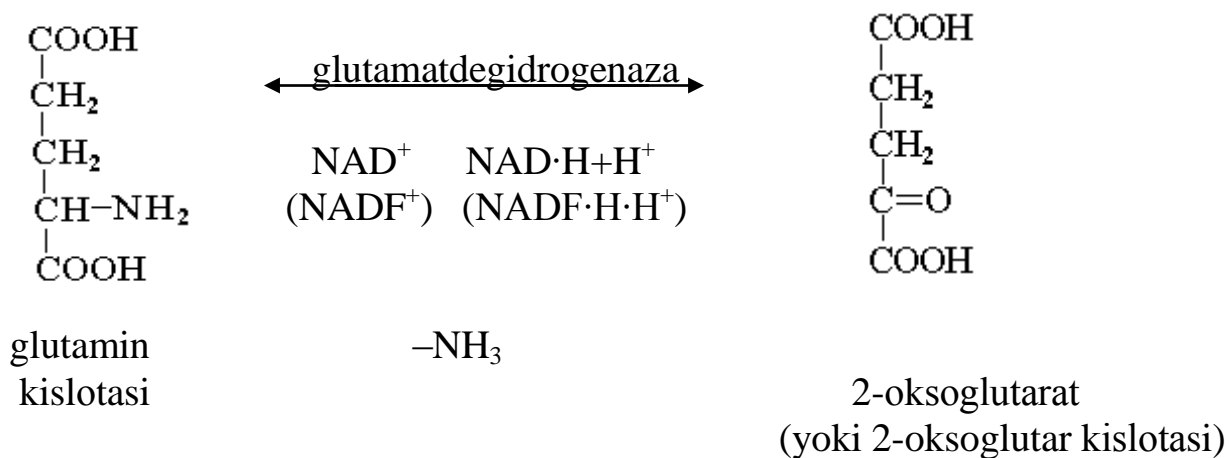 COOH
CH₂
CH₂
CH–NH₂
COOH
glutamin
kislotasi
glutamatdegidrogenaza
NAD⁺ NAD·H+H⁺
(NADF⁺) (NADF·H·H⁺)
–NH₃
COOH
CH₂
CH₂
C=O
COOH
2-oksoglutarat
(yoki 2-oksoglutar kislotasi)